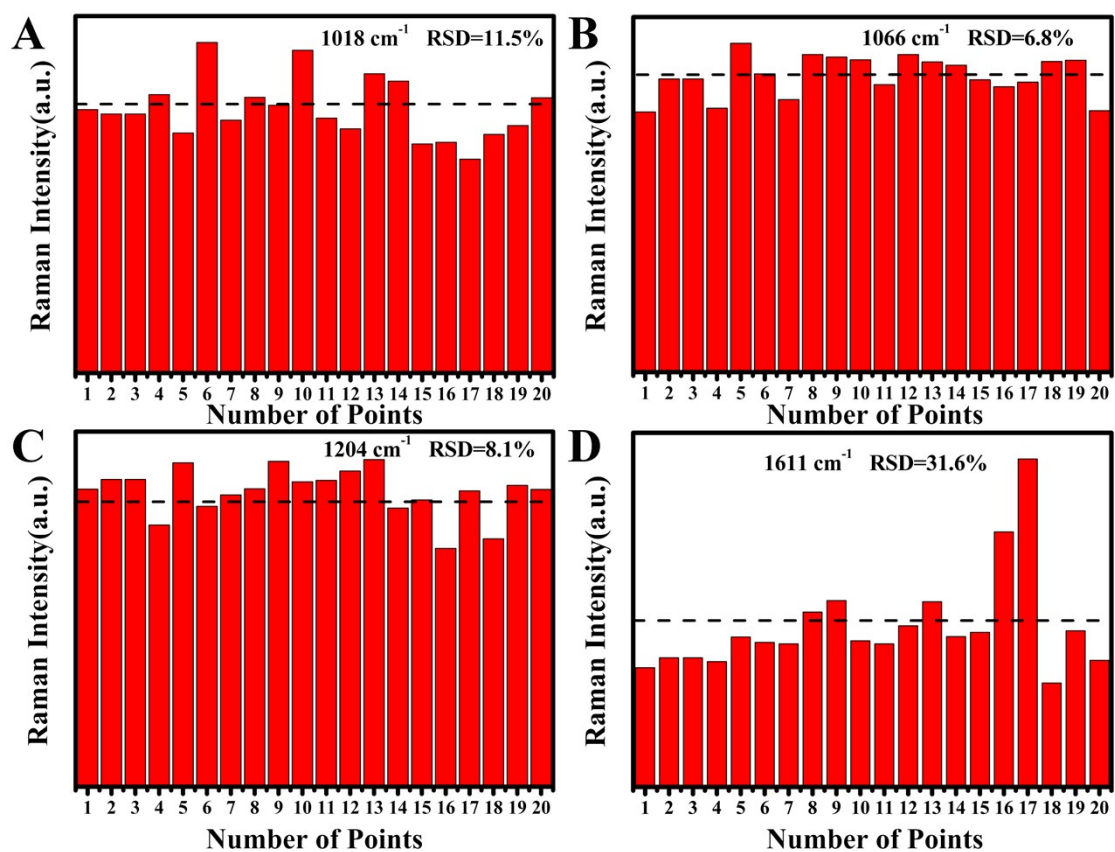 A
1018 cm-1 RSD=11.5%
Raman Intensity(a.u.)
1 2 3 4 5 6 7 8 9 10 11 12 13 14 15 16 17 18 19 20
Number of Points
B
1066 cm-1 RSD=6.8%
Raman Intensity(a.u.)
1 2 3 4 5 6 7 8 9 10 11 12 13 14 15 16 17 18 19 20
Number of Points
C
1204 cm-1 RSD=8.1%
Raman Intensity(a.u.)
1 2 3 4 5 6 7 8 9 10 11 12 13 14 15 16 17 18 19 20
Number of Points
D
1611 cm-1 RSD=31.6%
Raman Intensity(a.u.)
1 2 3 4 5 6 7 8 9 10 11 12 13 14 15 16 17 18 19 20
Number of Points